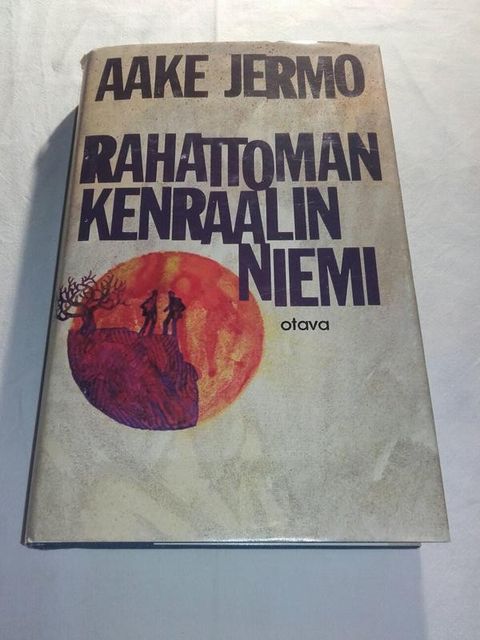 AAKE JERMO
RAHATTOMAN
KENRAALIN
NIEMI
otava